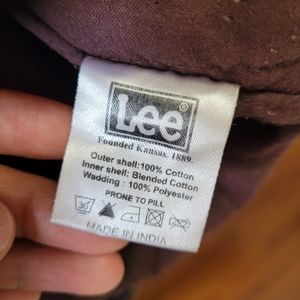 Lee
®
Founded Kansas. 1889.
Outer shell:100% Cotton
Inner shell; Blended Cotton
Wadding : 100% Polyester
PRONE TO PILL
30
MADE IN INDIA